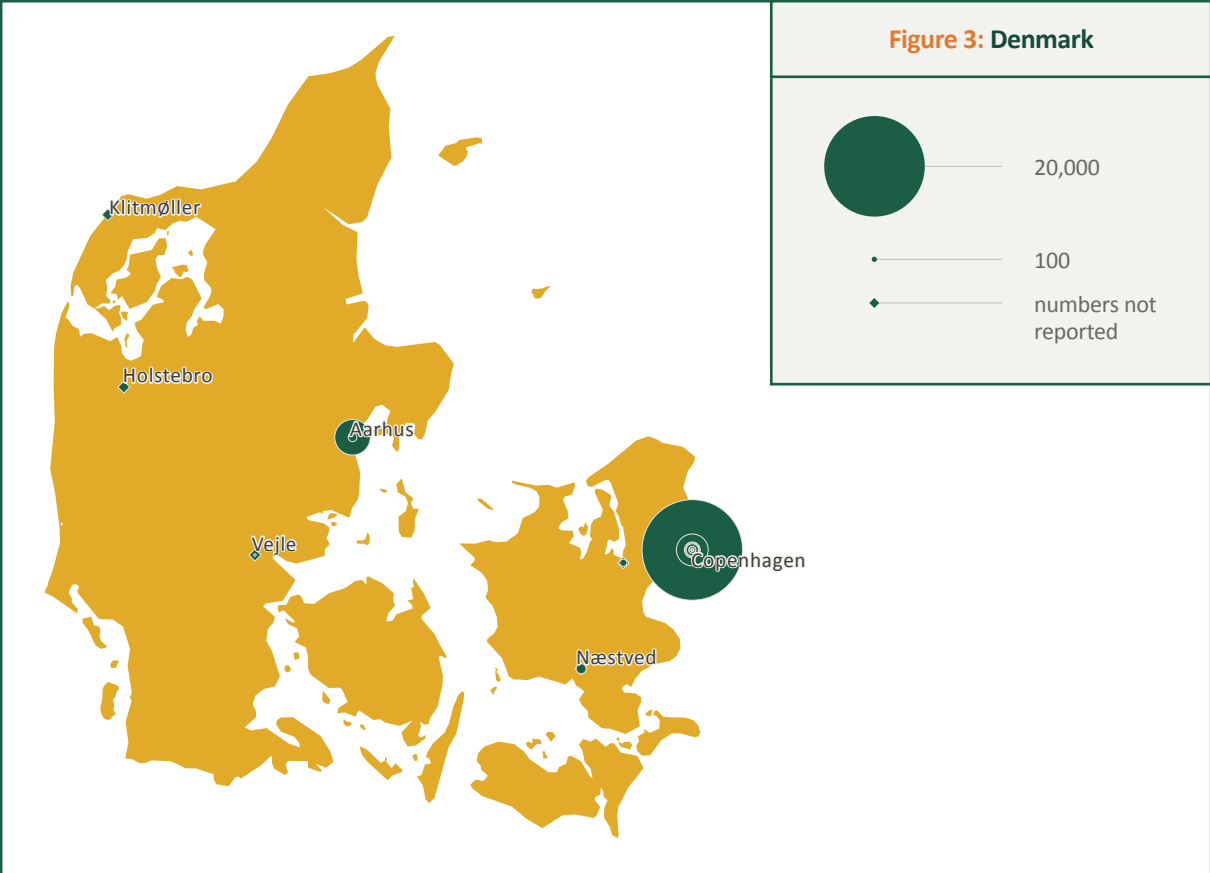 Figure 3: Denmark
20,000
100
numbers not
reported
Klitmøller
Holstebro
Aarhus
Vejle
Copenhagen
Næstved